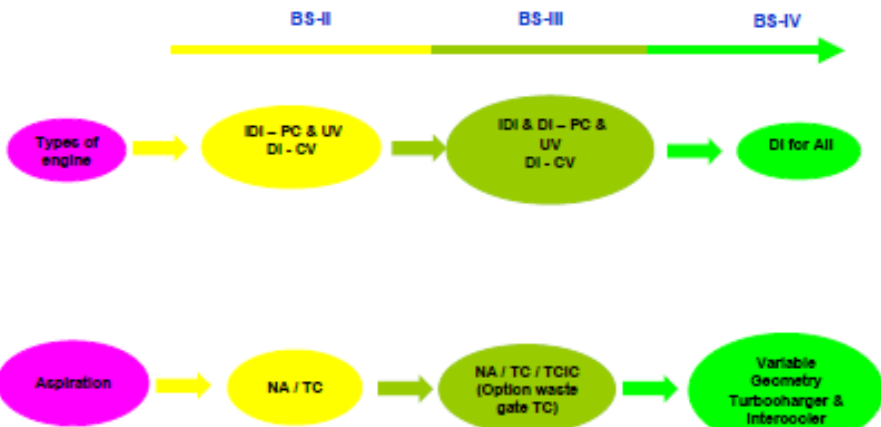 BS-II BS-III BS-IV
Types of
engine
IDI – PC & UV
DI - CV
IDI & DI – PC &
UV
DI - CV
DI for All
Aspiration
NA / TC
NA / TC / TCIC
(Option waste
gate TC)
Variable
Geometry
Turbocharger &
Intercooler